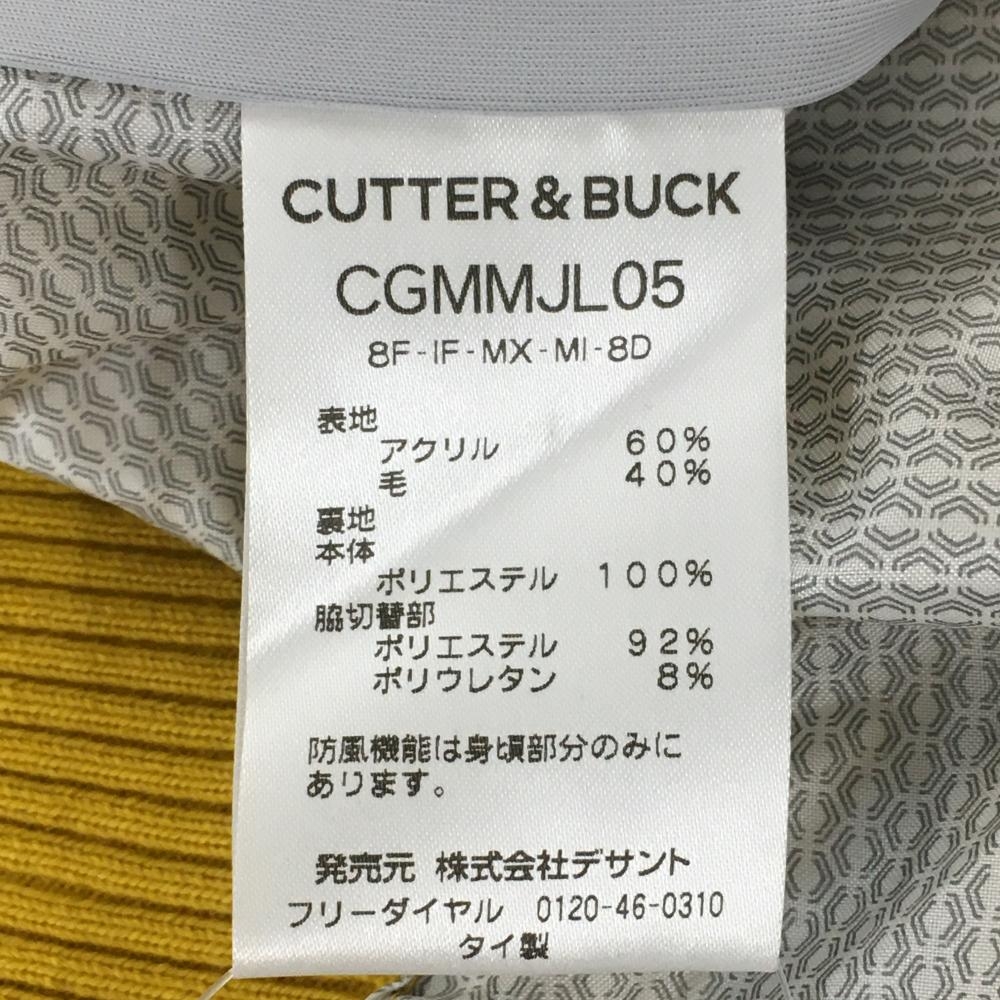 CUTTER & BUCK
CGMMJL05
8F-IF-MX-MI-8D
表地
アクリル 60%
毛 40%
裏地
本体
ポリエステル 100%
脇切替部
ポリエステル 92%
ポリウレタン 8%
防風機能は身頃部分のみに
あります。
発売元 株式会社デサント
フリーダイヤル 0120-46-0310
タイ製